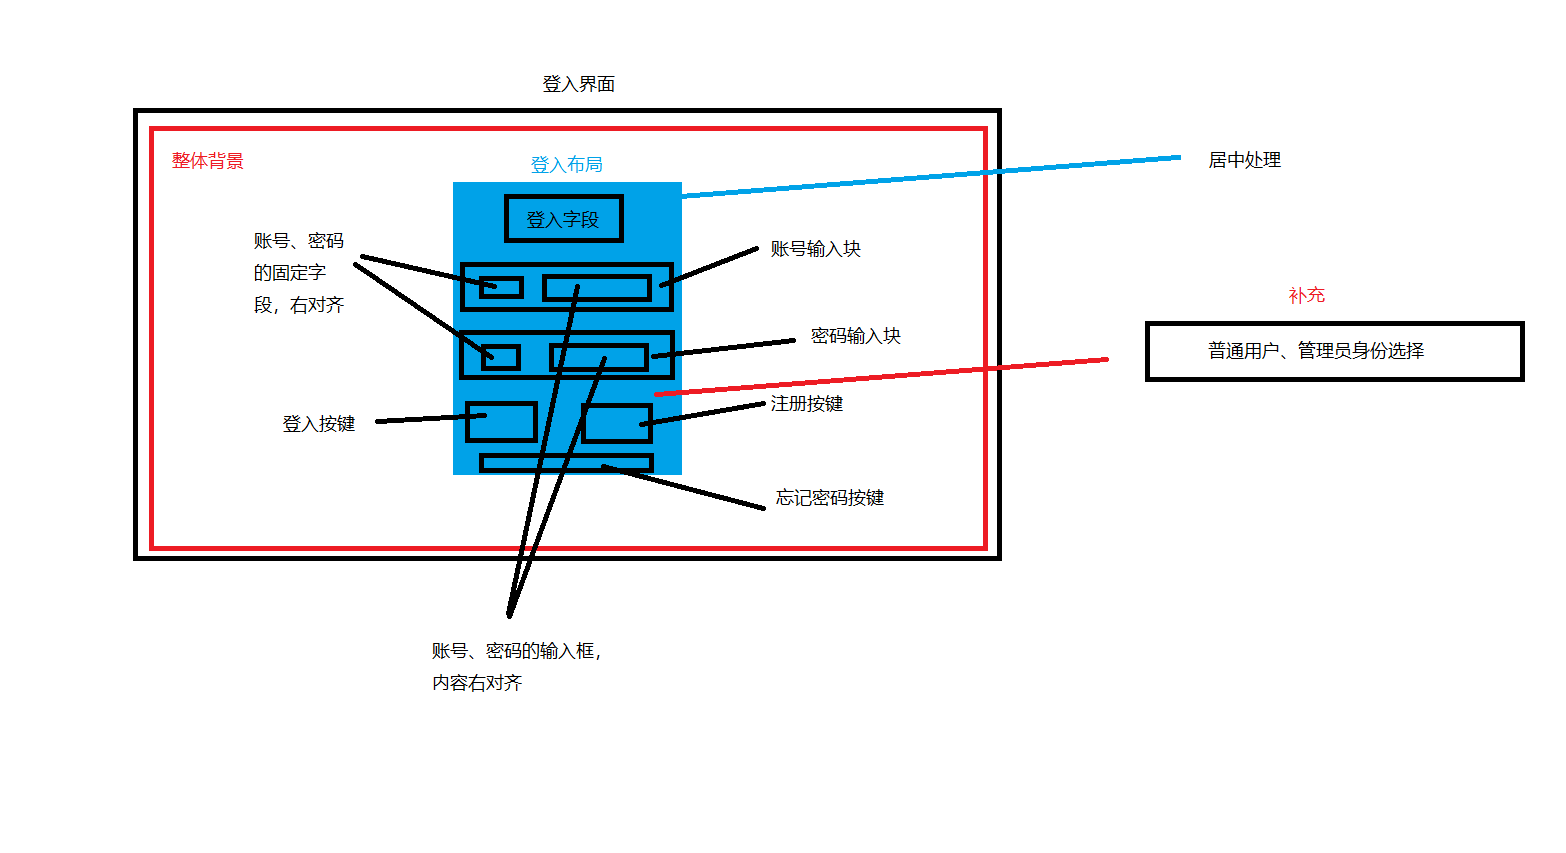 登入界面
整体背景
登入布局
居中处理
登入字段
账号、密码
的固定字
段，右对齐
账号输入块
补充
密码输入块
普通用户、管理员身份选择
登入按键
注册按键
忘记密码按键
账号、密码的输入框，
内容右对齐